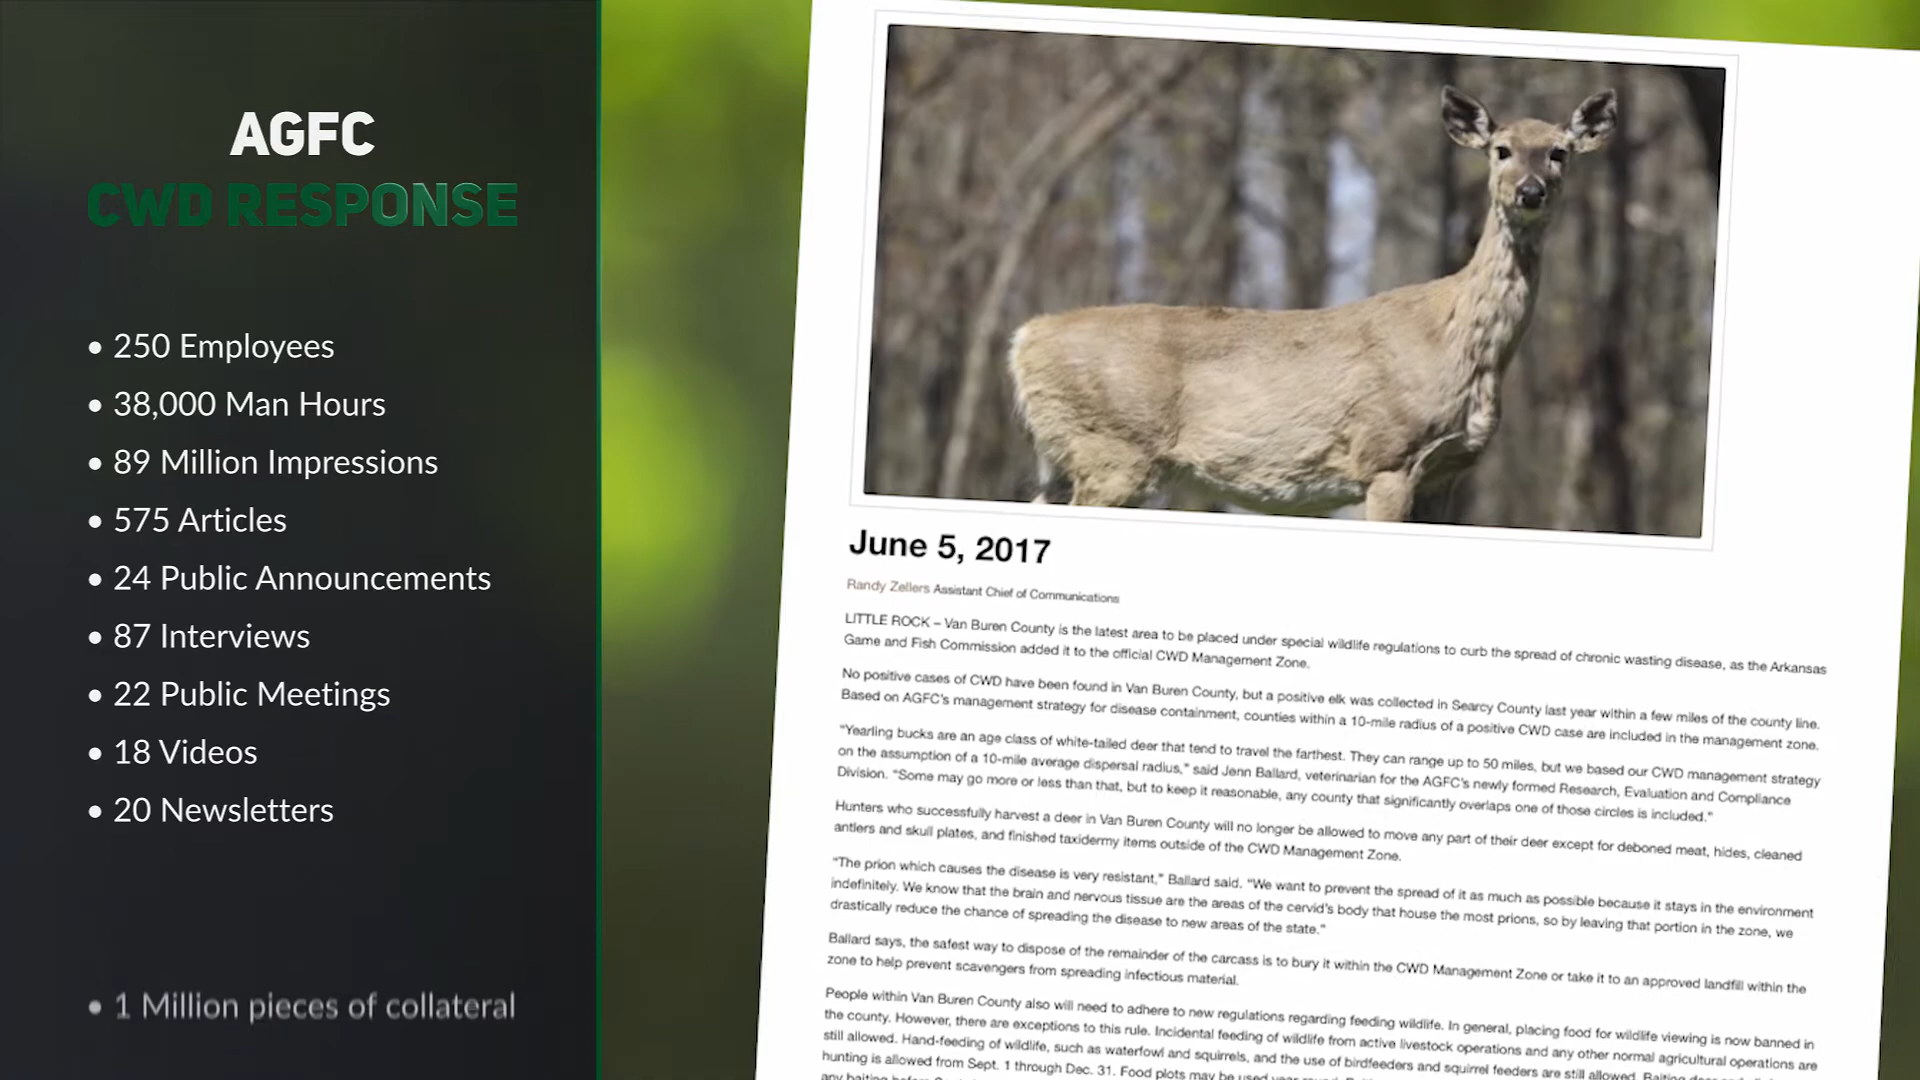 AGFC
CWD RESPONSE
• 250 Employees
• 38,000 Man Hours
• 89 Million Impressions
• 575 Articles
• 24 Public Announcements
• 87 Interviews
• 22 Public Meetings
• 18 Videos
• 20 Newsletters
• 1 Million pieces of collateral
June 5, 2017
Randy Zellers Assistant Chief of Communications
LITTLE ROCK – Van Buren County is the latest area to be placed under special wildlife regulations to curb the spread of chronic wasting disease, as the Arkansas
Game and Fish Commission added it to the official CWD Management Zone.
No positive cases of CWD have been found in Van Buren County, but a positive elk was collected in Searcy County last year within a few miles of the county line.
Based on AGFC's management strategy for disease containment, counties within a 10-mile radius of a positive CWD case are included in the management zone.
"Yearling bucks are an age class of white-tailed deer that tend to travel the farthest. They can range up to 50 miles, but we based our CWD management strategy
on the assumption of a 10-mile average dispersal radius," said Jenn Ballard, veterinarian for the AGFC's newly formed Research, Evaluation and Compliance
Division. "Some may go more or less than that, but to keep it reasonable, any county that significantly overlaps one of those circles is included."
Hunters who successfully harvest a deer in Van Buren County will no longer be allowed to move any part of their deer except for deboned meat, hides, cleaned
antlers and skull plates, and finished taxidermy items outside of the CWD Management Zone.
"The prion which causes the disease is very resistant," Ballard said. "We want to prevent the spread of it as much as possible because it stays in the environment
indefinitely. We know that the brain and nervous tissue are the areas of the cervid's body that house the most prions, so by leaving that portion in the zone, we
drastically reduce the chance of spreading the disease to new areas of the state."
Ballard says, the safest way to dispose of the remainder of the carcass is to bury it within the CWD Management Zone or take it to an approved landfill within the
zone to help prevent scavengers from spreading infectious material.
People within Van Buren County also will need to adhere to new regulations regarding feeding wildlife. In general, placing food for wildlife viewing is now banned in
the county. However, there are exceptions to this rule. Incidental feeding of wildlife from active livestock operations and any other normal agricultural operations are
still allowed. Hand-feeding of wildlife, such as waterfowl and squirrels, and the use of birdfeeders and squirrel feeders are still allowed. Baiting
hunting is allowed from Sept. 1 through Dec. 31. Food plots may be used
any baiting before